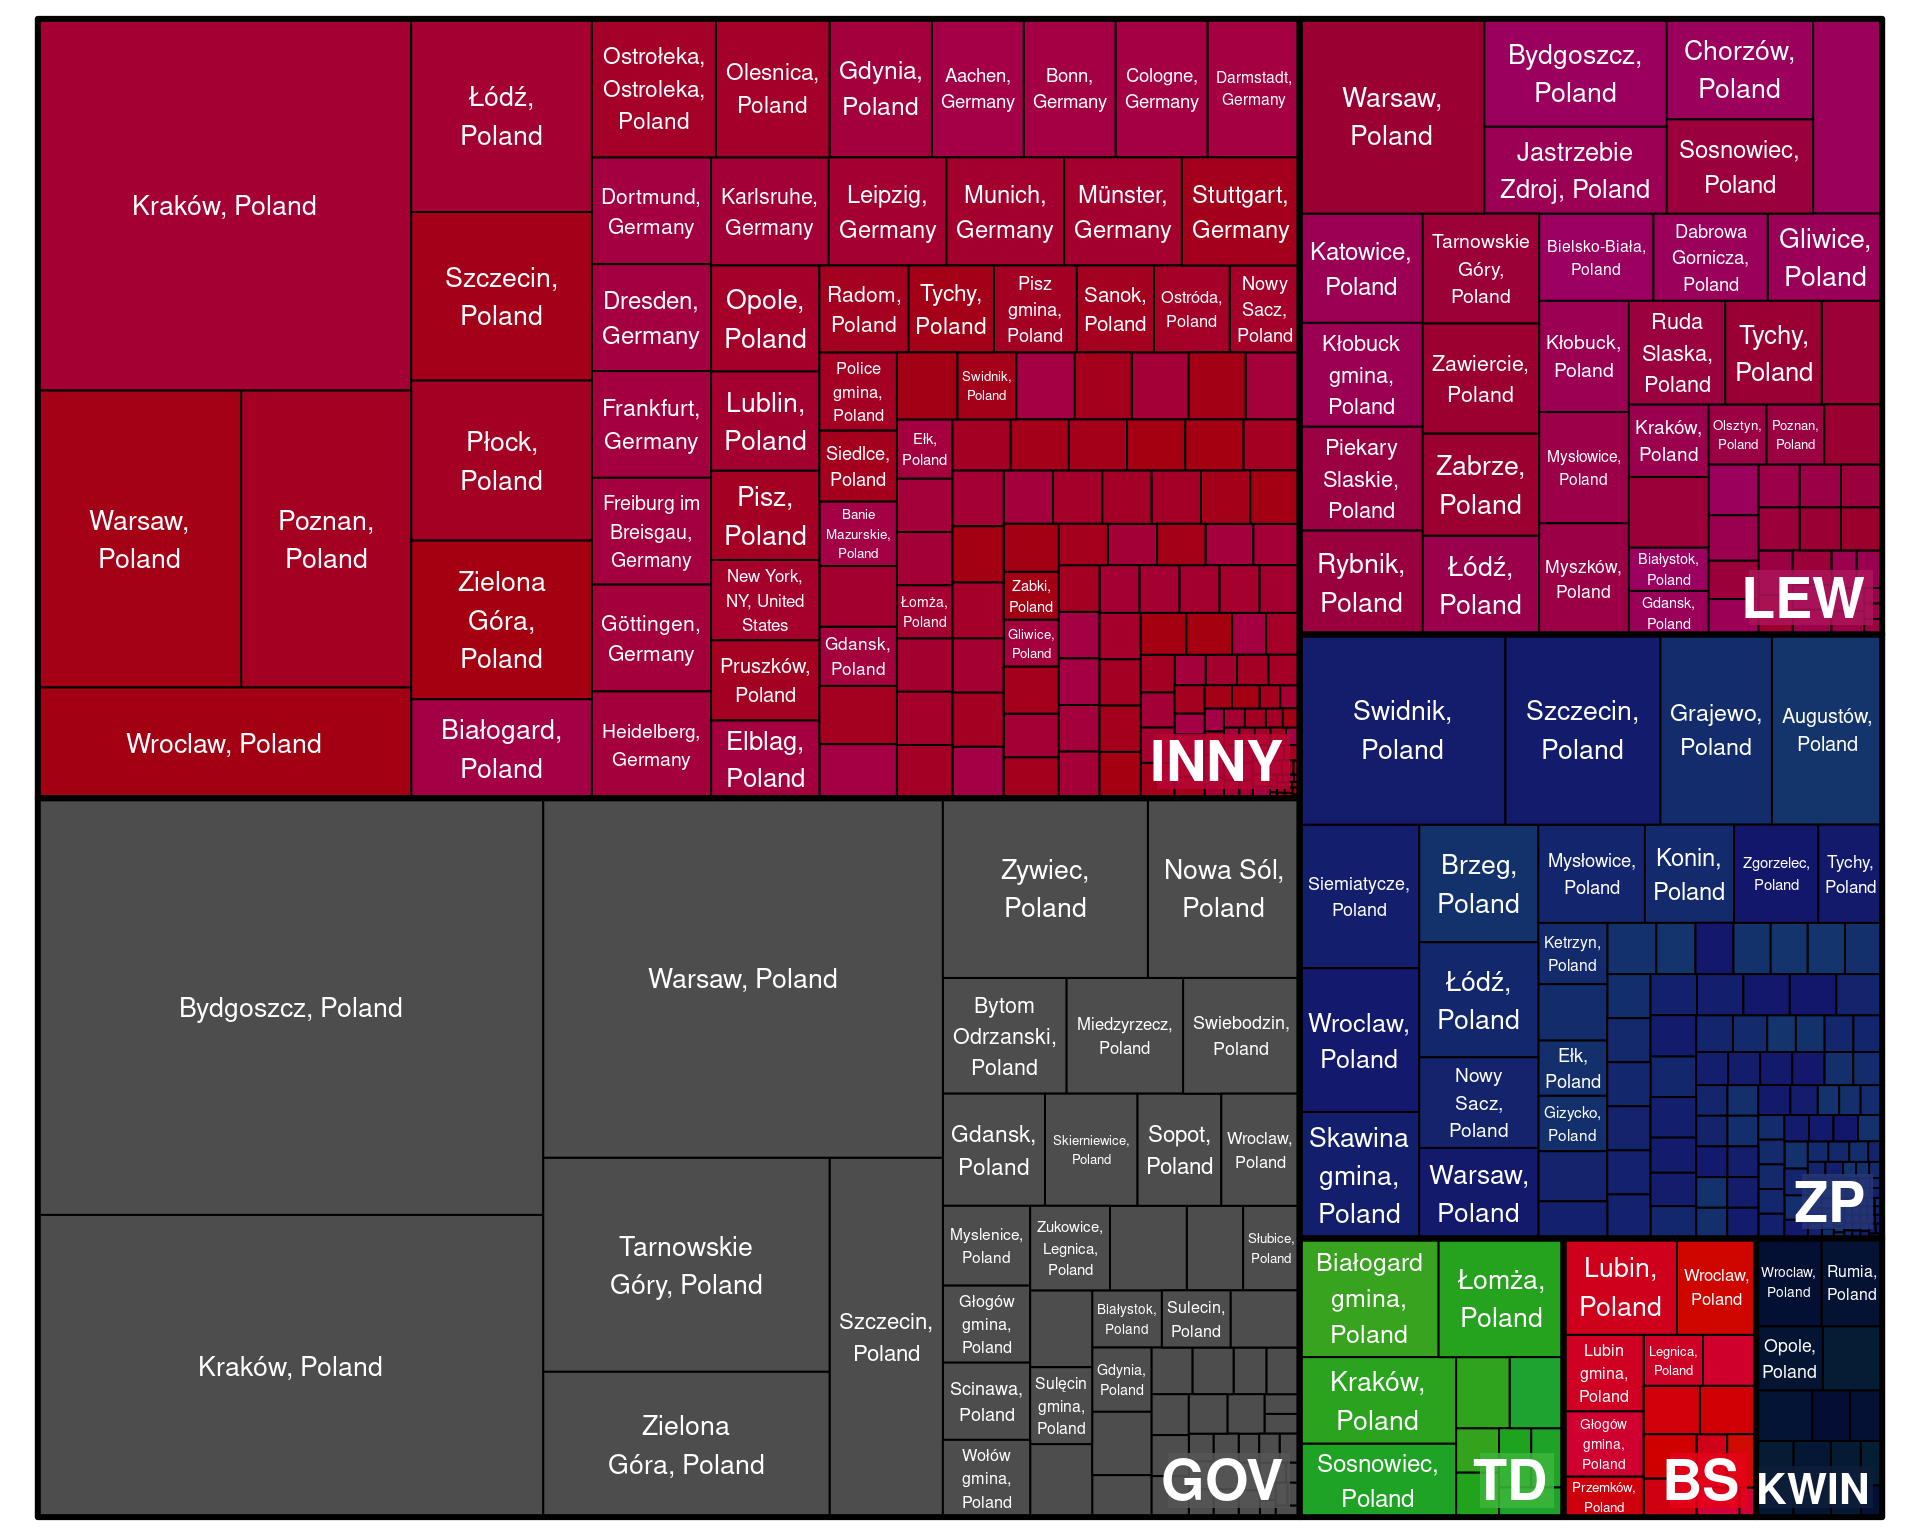 Kraków, Poland
Łódź,
Poland
Szczecin,
Poland
Płock,
Poland
Zielona
Góra,
Poland
Białogard,
Poland
Warsaw,
Poland
Poznan,
Poland
Wroclaw, Poland
Ostrołeka,
Ostroleka,
Poland
Olesnica,
Poland
Gdynia,
Poland
Aachen,
Germany
Bonn,
Germany
Cologne,
Germany
Darmstadt,
Germany
Dortmund,
Germany
Karlsruhe,
Germany
Leipzig,
Germany
Munich,
Germany
Münster,
Germany
Stuttgart,
Germany
Dresden,
Germany
Frankfurt,
Germany
Freiburg im
Breisgau,
Germany
Göttingen,
Germany
Heidelberg,
Germany
Opole,
Poland
Lublin,
Poland
Pisz,
Poland
New York,
NY, United
States
Pruszków,
Poland
Elblag,
Poland
Radom,
Poland
Tychy,
Poland
Pisz
gmina,
Poland
Sanok,
Poland
Ostróda,
Poland
Nowy
Sacz,
Poland
Police
gmina,
Poland
Swidnik,
Poland
Siedlce,
Poland
Ełk,
Poland
Banie
Mazurskie,
Poland
Łomża,
Poland
Zabki,
Poland
Gliwice,
Poland
Gdansk,
Poland
INNY
Warsaw,
Poland
Bydgoszcz,
Poland
Chorzów,
Poland
Jastrzebie
Zdroj, Poland
Sosnowiec,
Poland
Katowice,
Poland
Tarnowskie
Góry,
Poland
Bielsko-Biała,
Poland
Dabrowa
Gornicza,
Poland
Gliwice,
Poland
Kłobuck
gmina,
Poland
Zawiercie,
Poland
Kłobuck,
Poland
Ruda
Slaska,
Poland
Tychy,
Poland
Piekary
Slaskie,
Poland
Zabrze,
Poland
Mysłowice,
Poland
Kraków,
Poland
Olsztyn,
Poland
Poznan,
Poland
Rybnik,
Poland
Łódź,
Poland
Myszków,
Poland
Białystok,
Poland
Gdansk,
Poland
LEW
Bydgoszcz, Poland
Kraków, Poland
Warsaw, Poland
Tarnowskie
Góry, Poland
Zielona
Góra, Poland
Szczecin,
Poland
Zywiec,
Poland
Nowa Sól,
Poland
Bytom
Odrzanski,
Poland
Miedzyrzecz,
Poland
Swiebodzin,
Poland
Gdansk,
Poland
Skierniewice,
Poland
Sopot,
Poland
Wroclaw,
Poland
Myslenice,
Poland
Zukowice,
Legnica,
Poland
Słubice,
Poland
Głogów
gmina,
Poland
Białystok,
Poland
Sulecin,
Poland
Scinawa,
Poland
Sulęcin
gmina,
Poland
Gdynia,
Poland
Wołów
gmina,
Poland
GOV
Swidnik,
Poland
Szczecin,
Poland
Grajewo,
Poland
Augustów,
Poland
Siemiatycze,
Poland
Brzeg,
Poland
Mysłowice,
Poland
Konin,
Poland
Zgorzelec,
Poland
Tychy,
Poland
Wroclaw,
Poland
Łódź,
Poland
Ketrzyn,
Poland
Nowy
Sacz,
Poland
Ełk,
Poland
Gizycko,
Poland
Skawina
gmina,
Poland
Warsaw,
Poland
ZP
Białogard
gmina,
Poland
Łomża,
Poland
Kraków,
Poland
Sosnowiec,
Poland
TD
Lubin,
Poland
Wroclaw,
Poland
Lubin
gmina,
Poland
Legnica,
Poland
Głogów
gmina,
Poland
Przemków,
Poland
BS
Wroclaw,
Poland
Rumia,
Poland
Opole,
Poland
KWIN